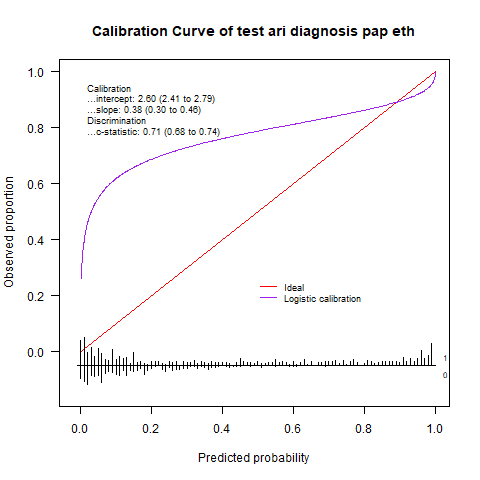 Calibration Curve of test ari diagnosis pap eth
Calibration
...intercept: 2.60 (2.41 to 2.79)
...slope: 0.38 (0.30 to 0.46)
Discrimination
...c-statistic: 0.71 (0.68 to 0.74)
1.0
0.8
0.6
0.4
0.2
0.0
Observed proportion
Ideal
Logistic calibration
1
0
0.0 0.2 0.4 0.6 0.8 1.0
Predicted probability